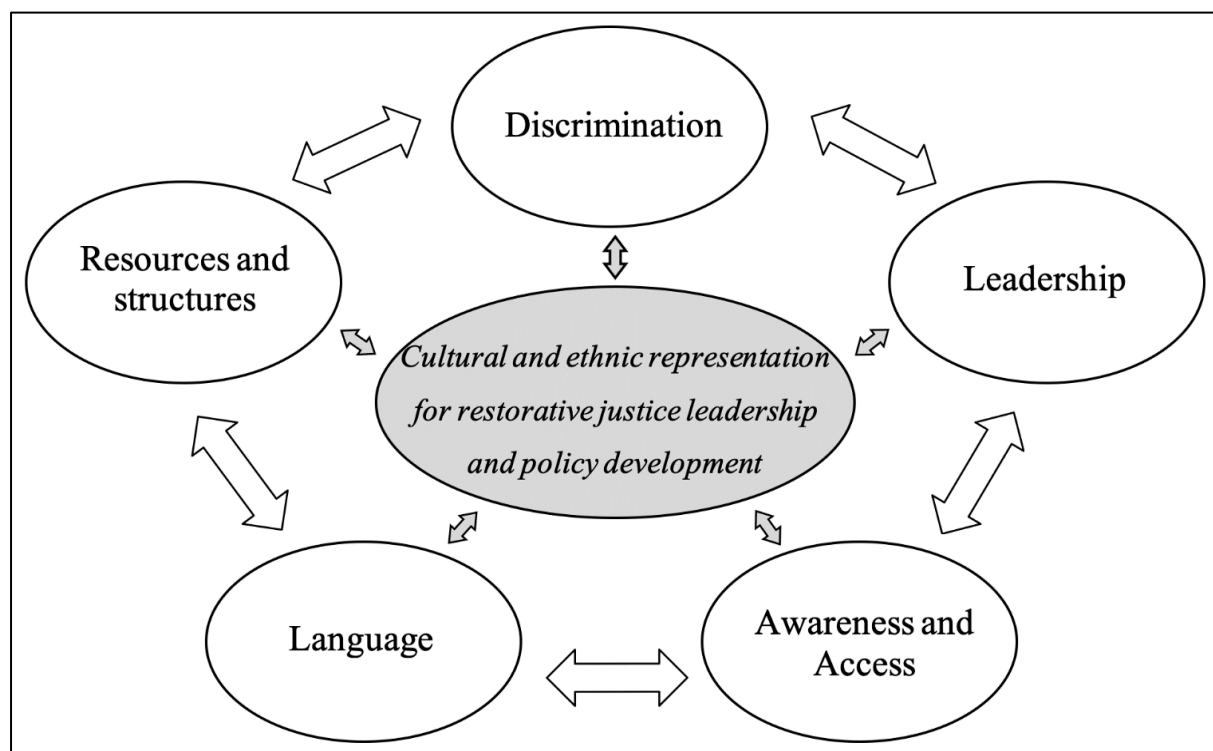 Discrimination
Resources and
structures
Leadership
Cultural and ethnic representation
for restorative justice leadership
and policy development
Language
Awareness and
Access